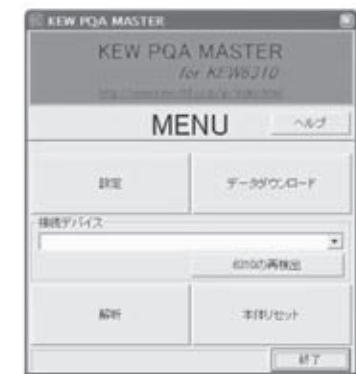 KEW PQA MASTER
KEW PQA MASTER
for KEW6310
MENU
ヘルプ
設定
データダウンロード
接続デバイス
6310の再検出
解析
本体リセット
終了